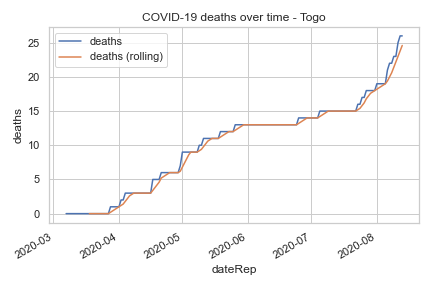 COVID-19 deaths over time - Togo
deaths
deaths (rolling)
25
20
15
10
5
0
deaths
2020-03
2020-04
2020-05
2020-06
2020-07
2020-08
dateRep